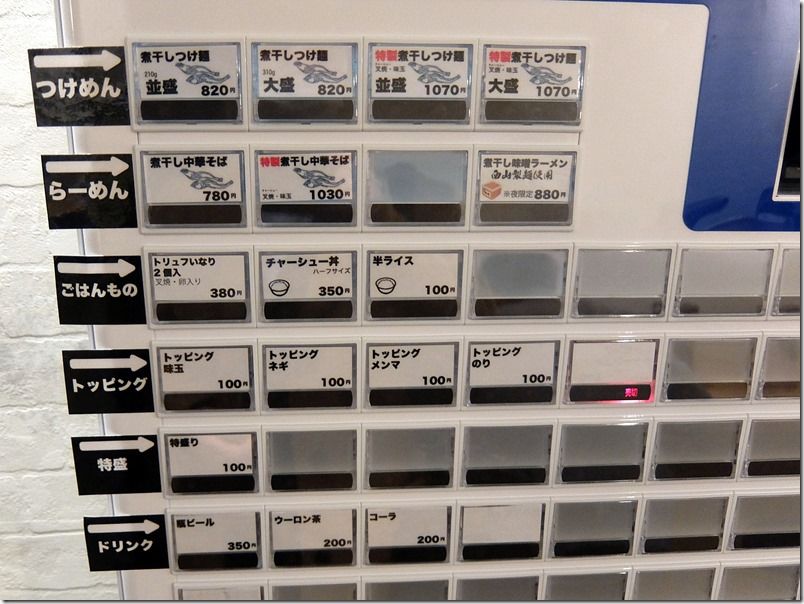 つけめん
煮干しつけ麺
210g
並盛 820円
煮干しつけ麺
310g
大盛 820円
特製煮干しつけ麺
叉焼・味玉
並盛 1070円
特製煮干しつけ麺
叉焼・味玉
大盛 1070円
らーめん
煮干し中華そば
780円
特製煮干し中華そば
叉焼・味玉 1030円
煮干し味噌ラーメン
西山製麺使用
※夜限定880円
ごはんもの
トリュフいなり
2個入
叉焼・卵入り
380円
チャーシュー丼
ハーフサイズ
350円
半ライス
100円
トッピング
トッピング
味玉
100円
トッピング
ネギ
100円
トッピング
メンマ
100円
トッピング
のり
100円
売切
特盛
特盛り
100円
ドリンク
瓶ビール
350円
ウーロン茶
200円
コーラ
200円